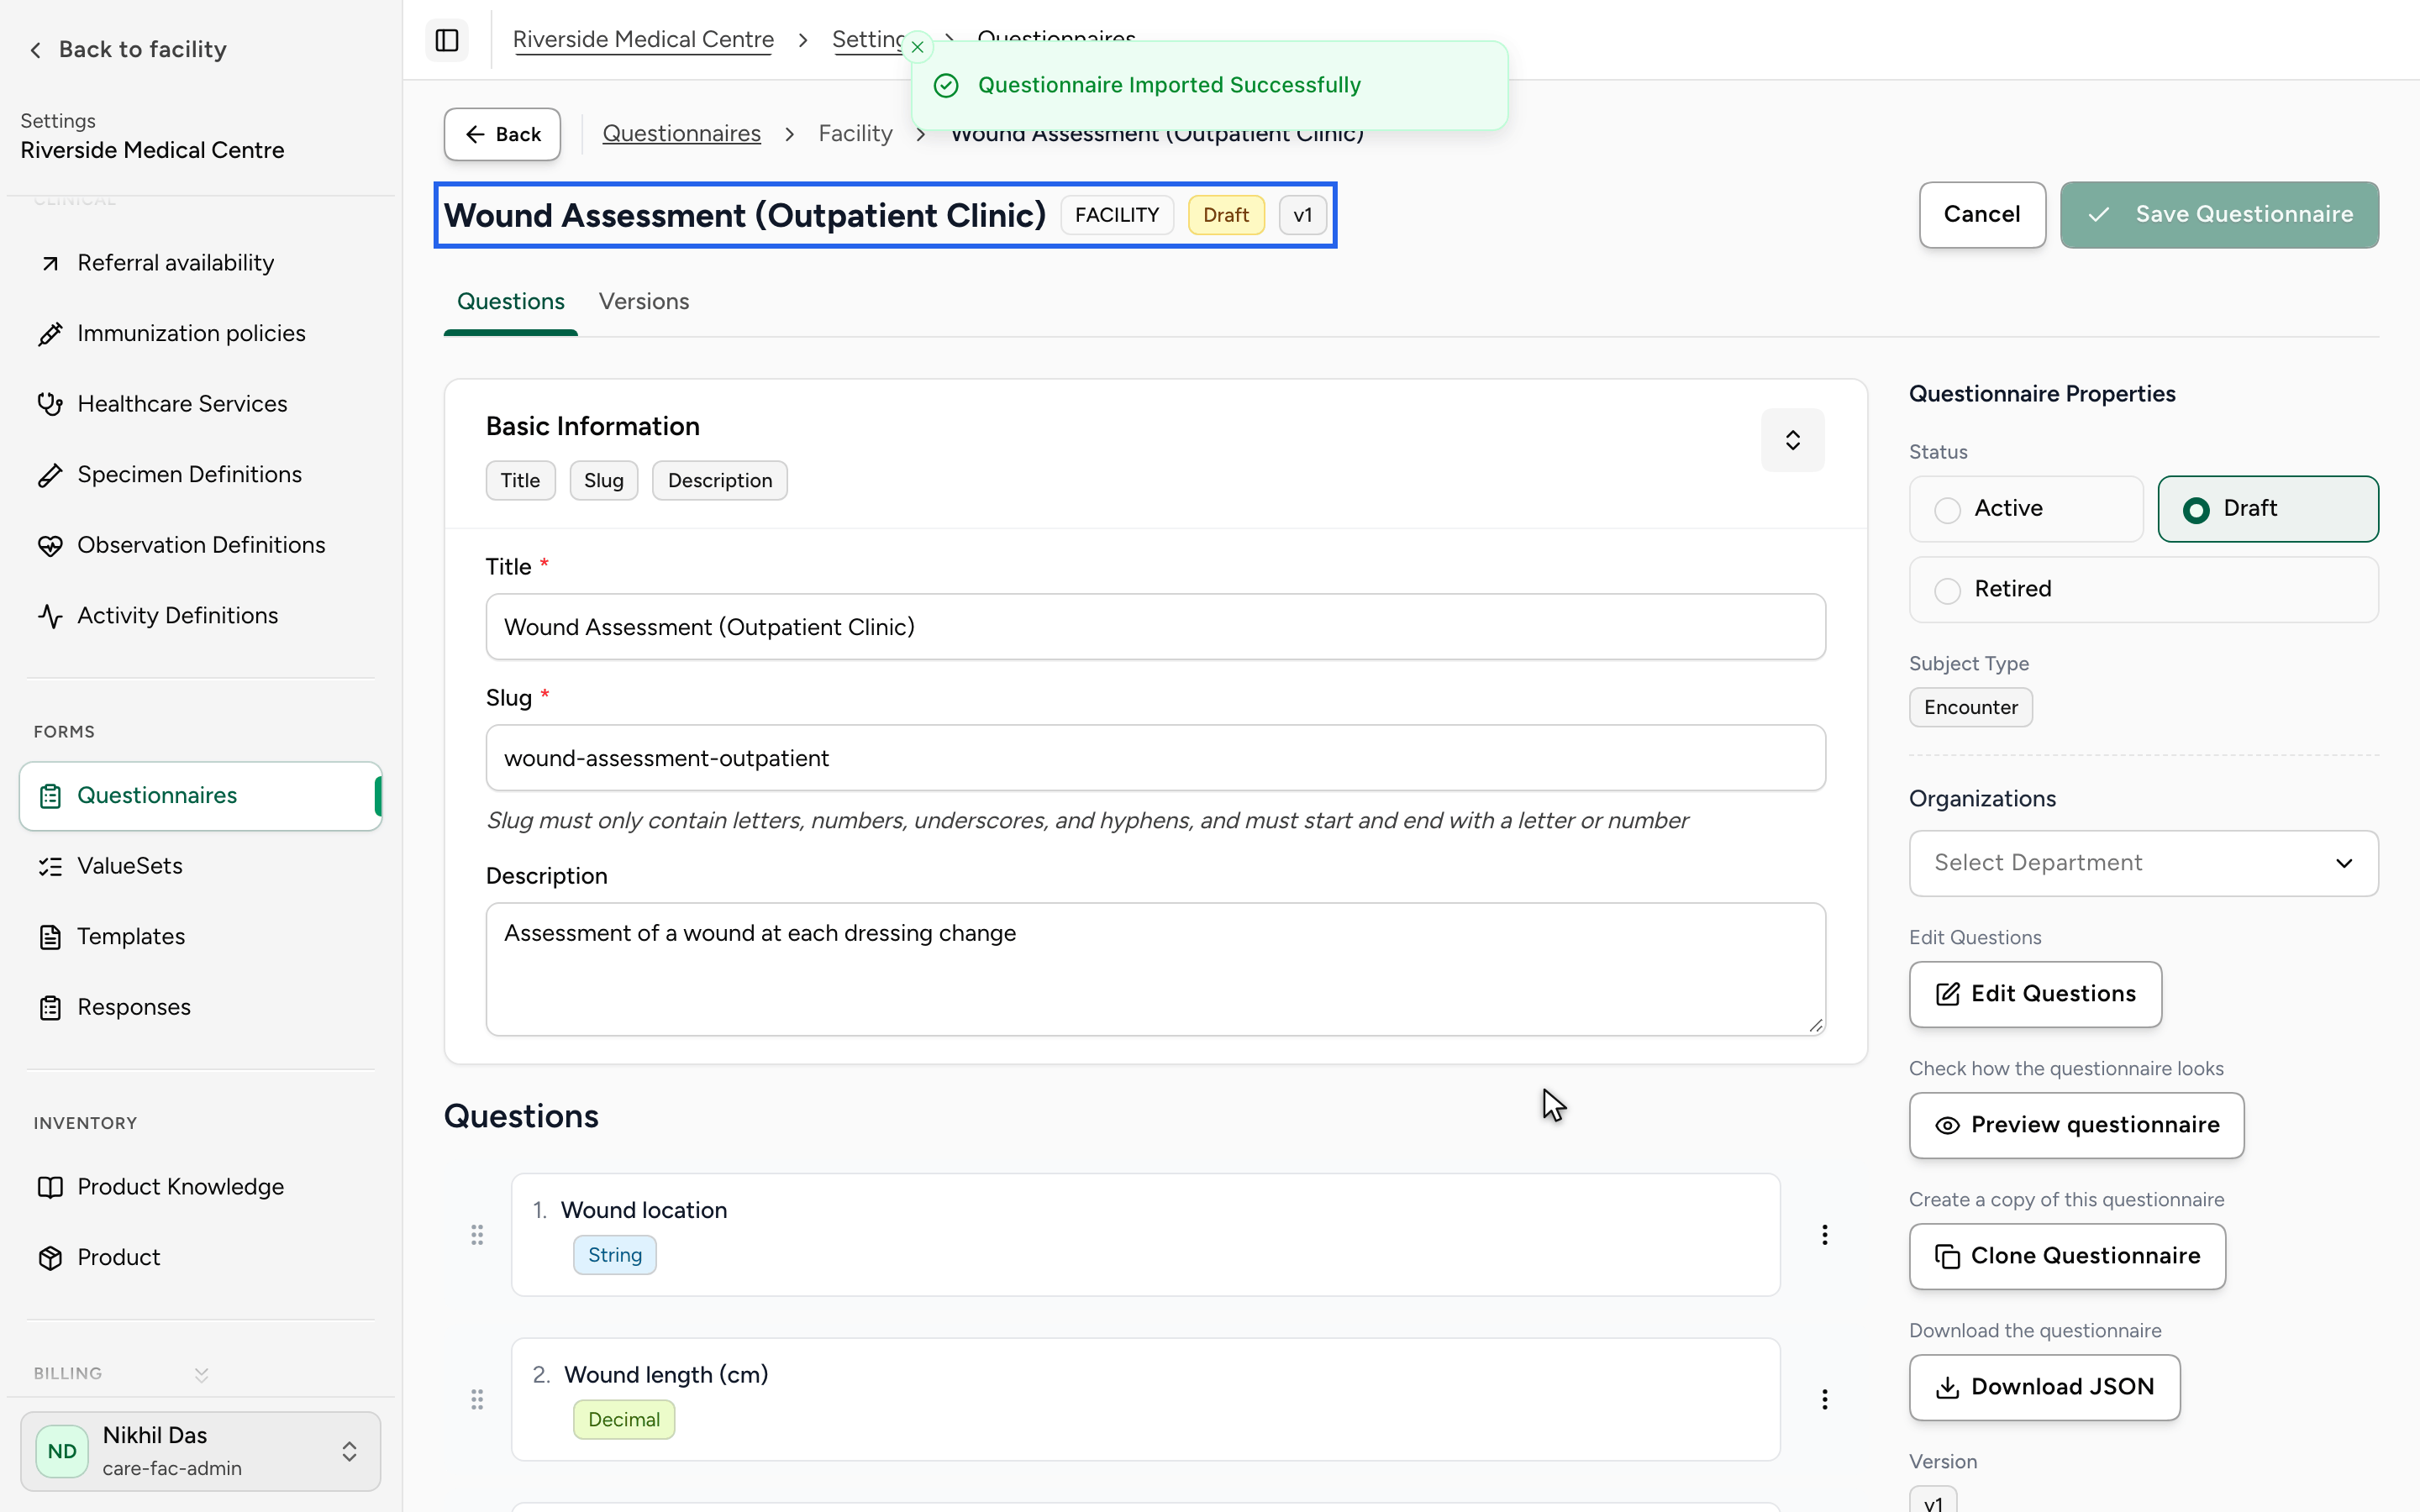 Back to facility
Settings
Riverside Medical Centre
CLINICAL
Referral availability
Immunization policies
Healthcare Services
Specimen Definitions
Observation Definitions
Activity Definitions
FORMS
Questionnaires
ValueSets
Templates
Responses
INVENTORY
Product Knowledge
Product
BILLING
ND
Nikhil Das
care-fac-admin
Riverside Medical Centre > Setting > Questionnaires
Questionnaire Imported Successfully
Back
Questionnaires > Facility > Wound Assessment (Outpatient Clinic)
Wound Assessment (Outpatient Clinic) FACILITY Draft v1
Cancel
Save Questionnaire
Questions Versions
Basic Information
Title Slug Description
Title *
Wound Assessment (Outpatient Clinic)
Slug *
wound-assessment-outpatient
Slug must only contain letters, numbers, underscores, and hyphens, and must start and end with a letter or number
Description
Assessment of a wound at each dressing change
Questions
1. Wound location
String
2. Wound length (cm)
Decimal
Questionnaire Properties
Status
Active
Draft
Retired
Subject Type
Encounter
Organizations
Select Department
Edit Questions
Edit Questions
Check how the questionnaire looks
Preview questionnaire
Create a copy of this questionnaire
Clone Questionnaire
Download the questionnaire
Download JSON
Version
v1